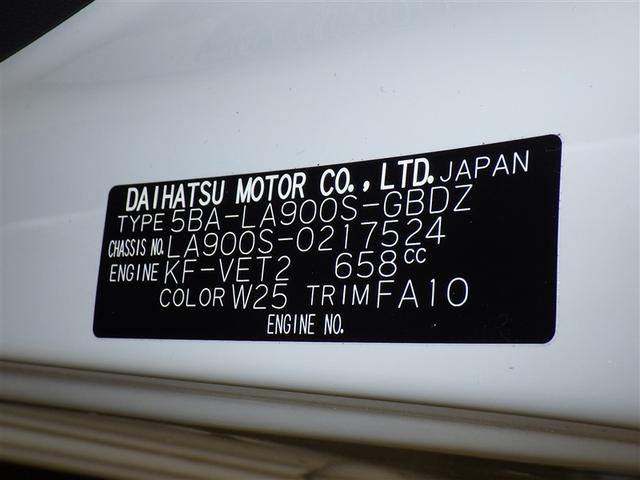 DAIHATSU MOTOR CO., LTD. JAPAN
TYPE 5BA-LA900S-GBDZ
CHASSIS NO. LA900S-0217524
ENGINE KF-VET2 658CC
COLOR W25 TRIM FA10
ENGINE NO.